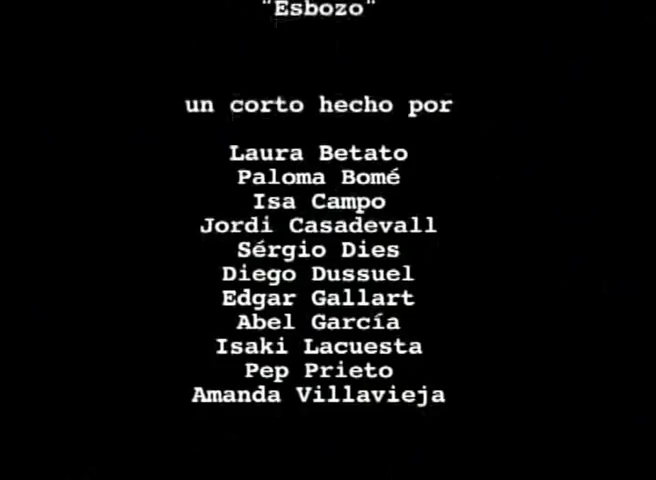 "Esbozo"
un corto hecho por
Laura Betato
Paloma Bomé
Isa Campo
Jordi Casadevall
Sérgio Dies
Diego Dussuel
Edgar Gallart
Abel García
Isaki Lacuesta
Pep Prieto
Amanda Villavieja